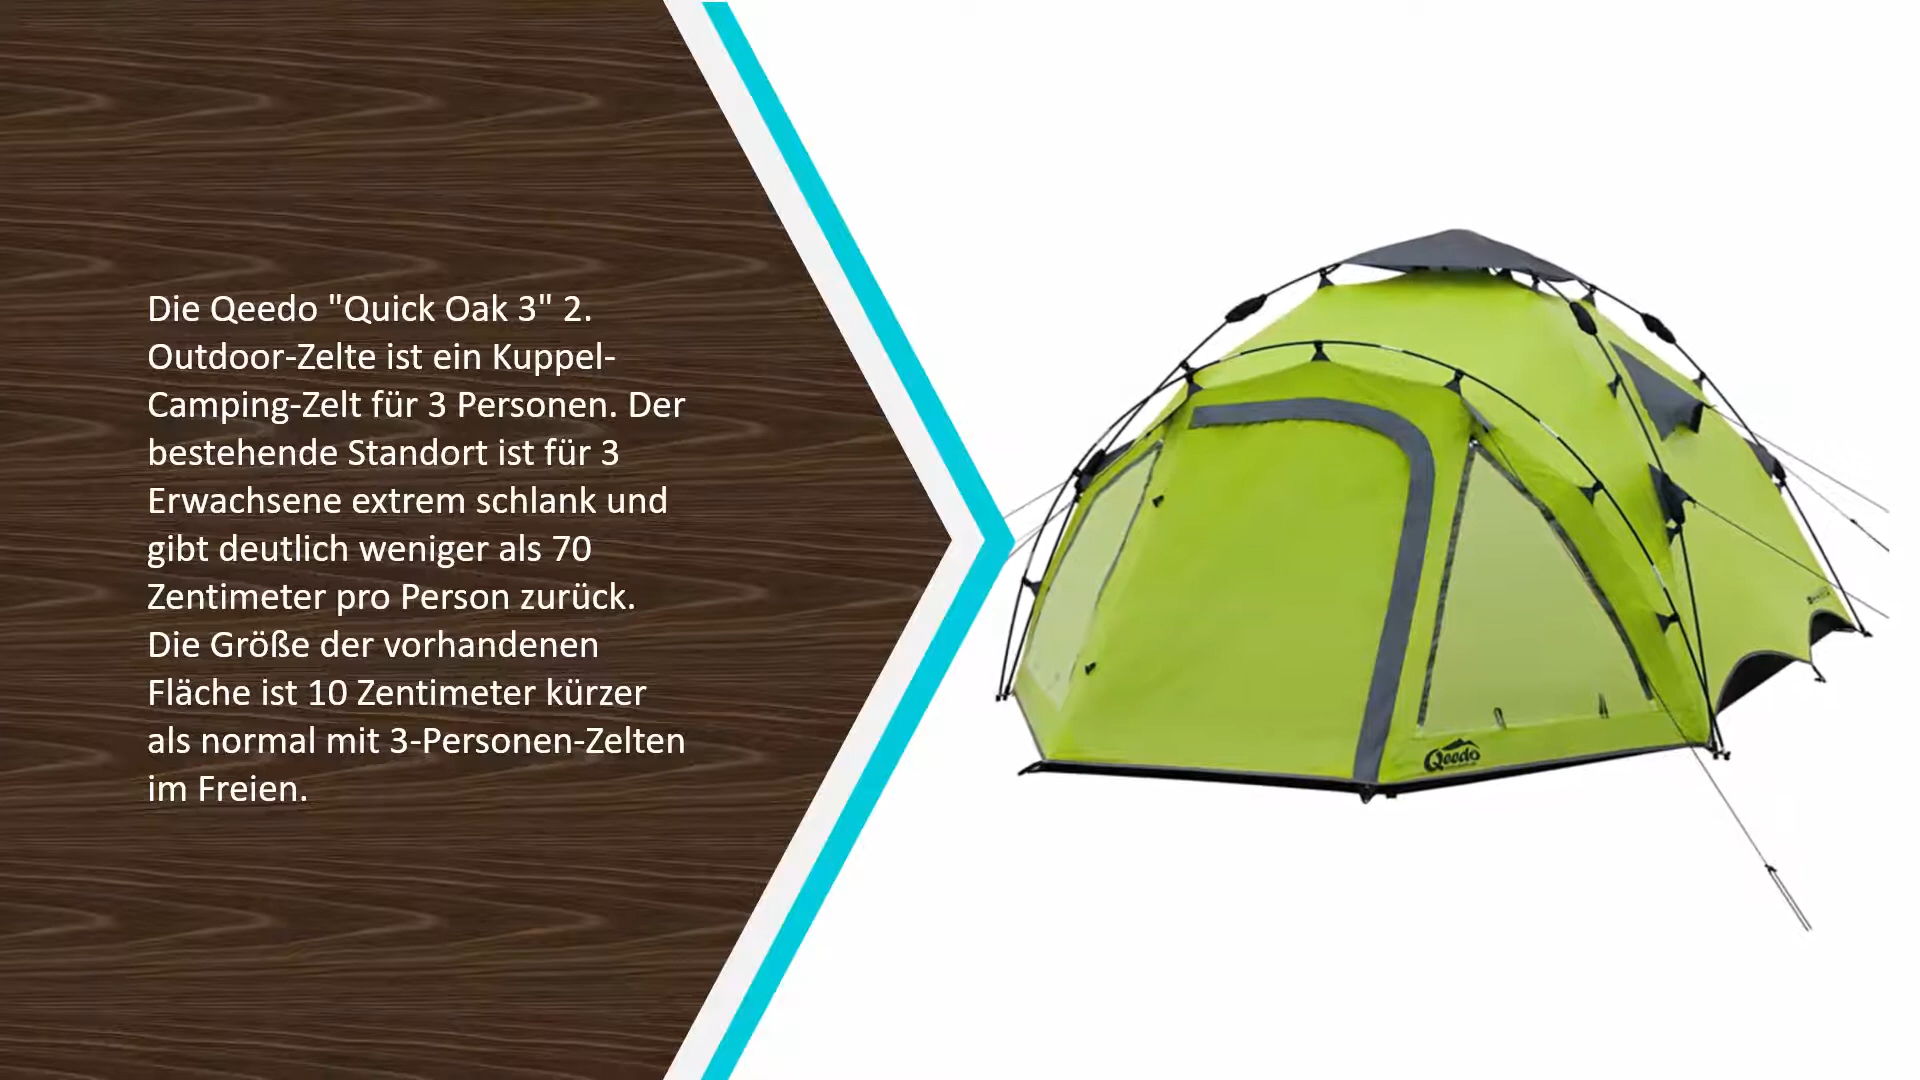 Die Qeedo "Quick Oak 3" 2.
Outdoor-Zelte ist ein Kuppel-
Camping-Zelt für 3 Personen. Der
bestehende Standort ist für 3
Erwachsene extrem schlank und
gibt deutlich weniger als 70
Zentimeter pro Person zurück.
Die Größe der vorhandenen
Fläche ist 10 Zentimeter kürzer
als normal mit 3-Personen-Zelten
im Freien.
Qeedo